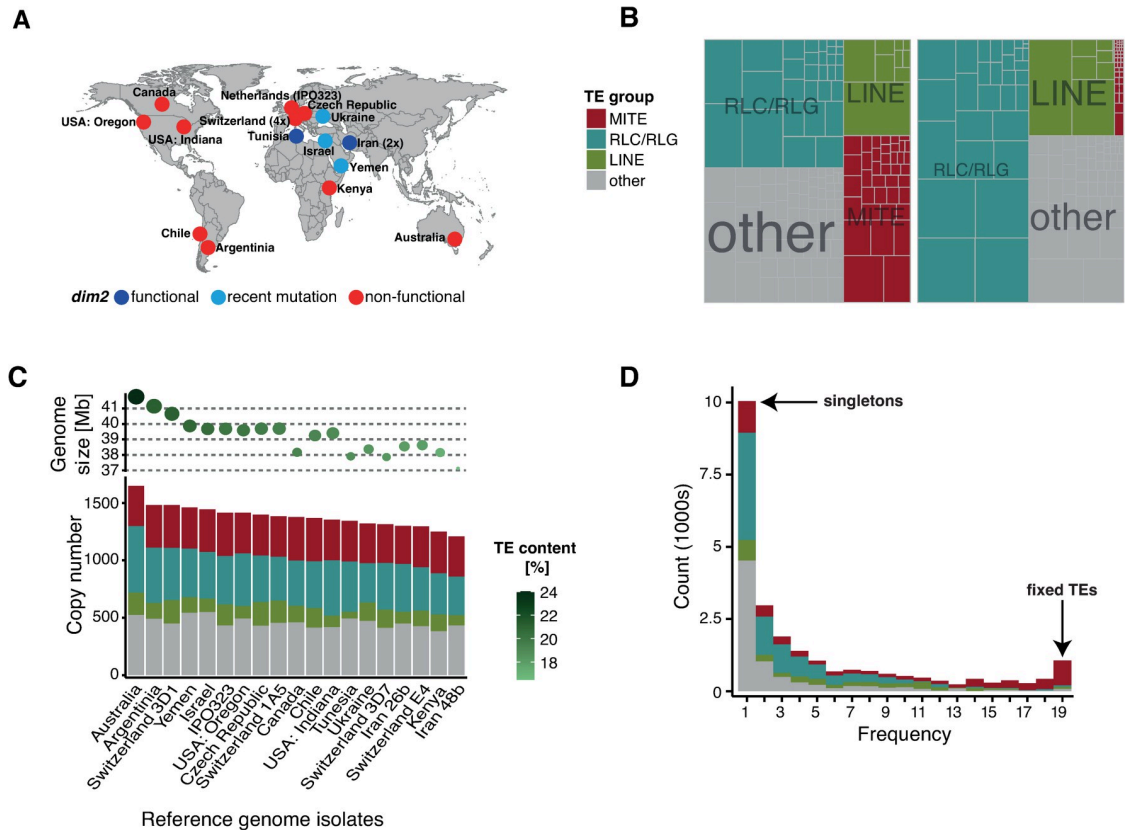 A
Canada
Netherlands (IPO323)
Czech Republic
USA: Oregon
Switzerland (4x)
Ukraine
USA: Indiana
Tunisia
Iran (2x)
Israel
Yemen
Kenya
Chile
Argentinia
Australia
dim2 functional recent mutation non-functional
B
TE group
MITE
RLC/RLG
LINE
other
RLC/RLG
LINE
other
MITE
RLC/RLG
LINE
other
C
Genome size [Mb]
41
40
39
38
37
Copy number
1500
1000
500
0
TE content
[%]
24
22
20
18
Australia
Argentinia
Switzerland 3D1
Yemen
Israel
IPO323
USA: Oregon
Czech Republic
Switzerland 1A5
Canada
Chile
USA: Indiana
Tunesia
Ukraine
Switzerland 3D7
Iran 26b
Switzerland E4
Kenya
Iran 48b
Reference genome isolates
D
Count (1000s)
10
7.5
5
2.5
0
singletons
fixed TEs
1 3 5 7 9 11 13 15 17 19
Frequency